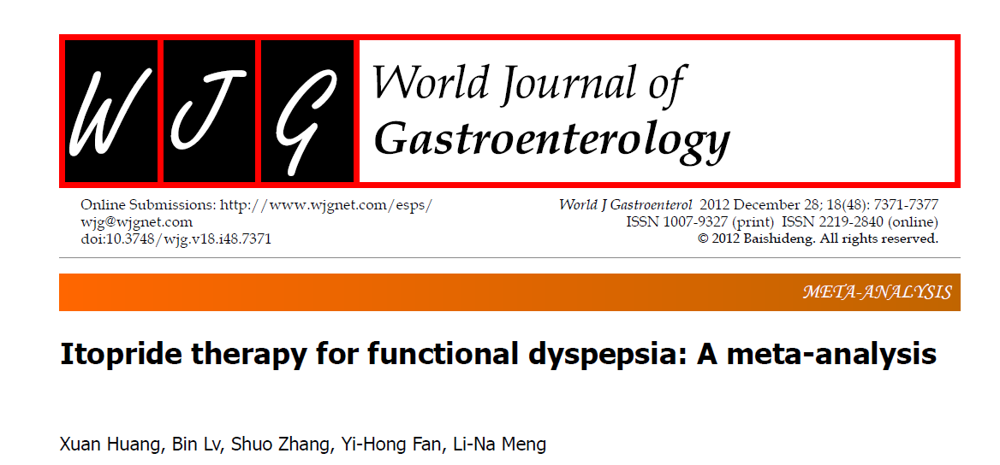 W J G
World Journal of
Gastroenterology
Online Submissions: http://www.wjgnet.com/esps/
wjg@wjgnet.com
doi:10.3748/wjg.v18.i48.7371
World J Gastroenterol 2012 December 28; 18(48): 7371-7377
ISSN 1007-9327 (print) ISSN 2219-2840 (online)
© 2012 Baishideng. All rights reserved.
META-ANALYSIS
Itopride therapy for functional dyspepsia: A meta-analysis
Xuan Huang, Bin Lv, Shuo Zhang, Yi-Hong Fan, Li-Na Meng